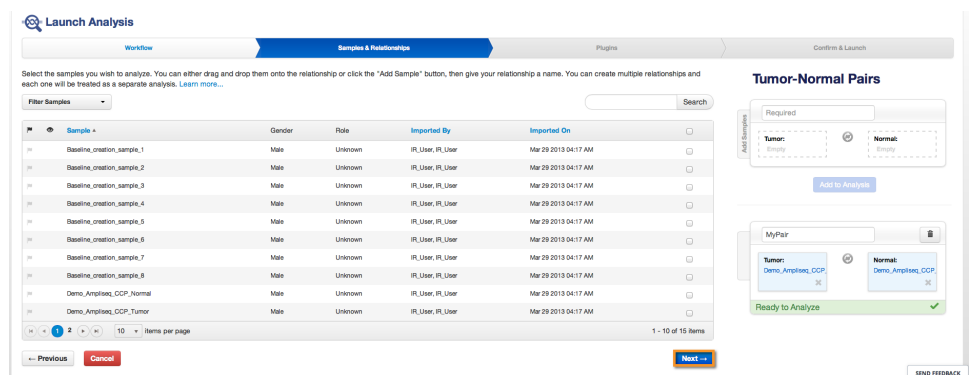 Launch Analysis
Workflow
Samples & Relationships
Plugins
Confirm & Launch
Select the samples you wish to analyze. You can either drag and drop them onto the relationship or click the "Add Sample" button, then give your relationship a name. You can create multiple relationships and
each one will be treated as a separate analysis. Learn more...
Filter Samples
Search
Sample Gender Role Imported By Imported On
Baseline_creation_sample_1 Male Unknown IR_User, IR_User Mar 29 2013 04:17 AM
Baseline_creation_sample_2 Male Unknown IR_User, IR_User Mar 29 2013 04:17 AM
Baseline_creation_sample_3 Male Unknown IR_User, IR_User Mar 29 2013 04:17 AM
Baseline_creation_sample_4 Male Unknown IR_User, IR_User Mar 29 2013 04:17 AM
Baseline_creation_sample_5 Male Unknown IR_User, IR_User Mar 29 2013 04:17 AM
Baseline_creation_sample_6 Male Unknown IR_User, IR_User Mar 29 2013 04:17 AM
Baseline_creation_sample_7 Male Unknown IR_User, IR_User Mar 29 2013 04:17 AM
Baseline_creation_sample_8 Male Unknown IR_User, IR_User Mar 29 2013 04:17 AM
Demo_Ampliseq_CCP_Normal Male Unknown IR_User, IR_User Mar 29 2013 04:17 AM
Demo_Ampliseq_CCP_Tumor Male Unknown IR_User, IR_User Mar 29 2013 04:17 AM
1 2 10 items per page 1 - 10 of 15 items
← Previous Cancel Next →
Tumor-Normal Pairs
Add Samples
Required
Tumor: Normal:
Empty Empty
Add to Analysis
MyPair
Tumor: Normal:
Demo_Ampliseq_CCP_ Demo_Ampliseq_CCP_
Ready to Analyze
SEND FEEDBACK